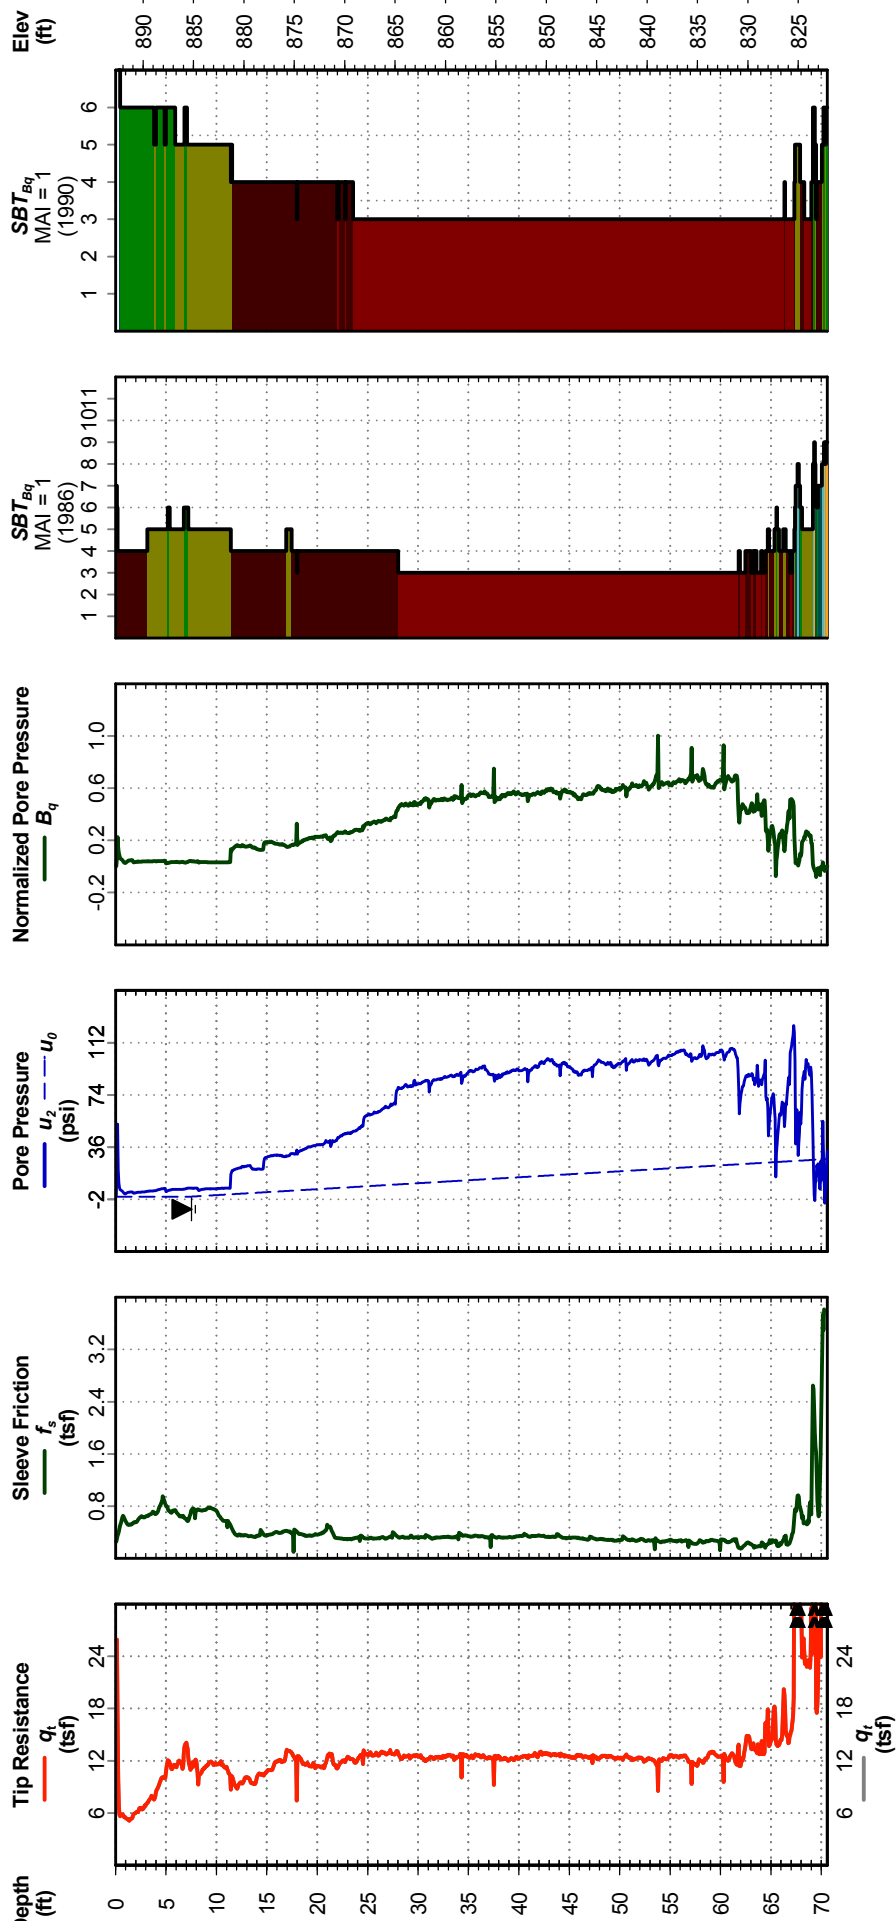 Depth
(ft)
0
5
10
15
20
25
30
35
40
45
50
55
60
65
70
Tip Resistance
qt
(tsf)
6
12
18
24
6
12
18
24
qt
(tsf)
Sleeve Friction
fs
(tsf)
0.8
1.6
2.4
3.2
Pore Pressure
u2
u0
(psi)
-2
36
74
112
Normalized Pore Pressure
Bq
-0.2
0.2
0.6
1.0
SBTBq
MAI = 1
(1986)
1 2 3 4 5 6 7 8 9 1011
SBTBq
MAI = 1
(1990)
1 2 3 4 5 6
Elev
(ft)
890
885
880
875
870
865
860
855
850
845
840
835
830
825